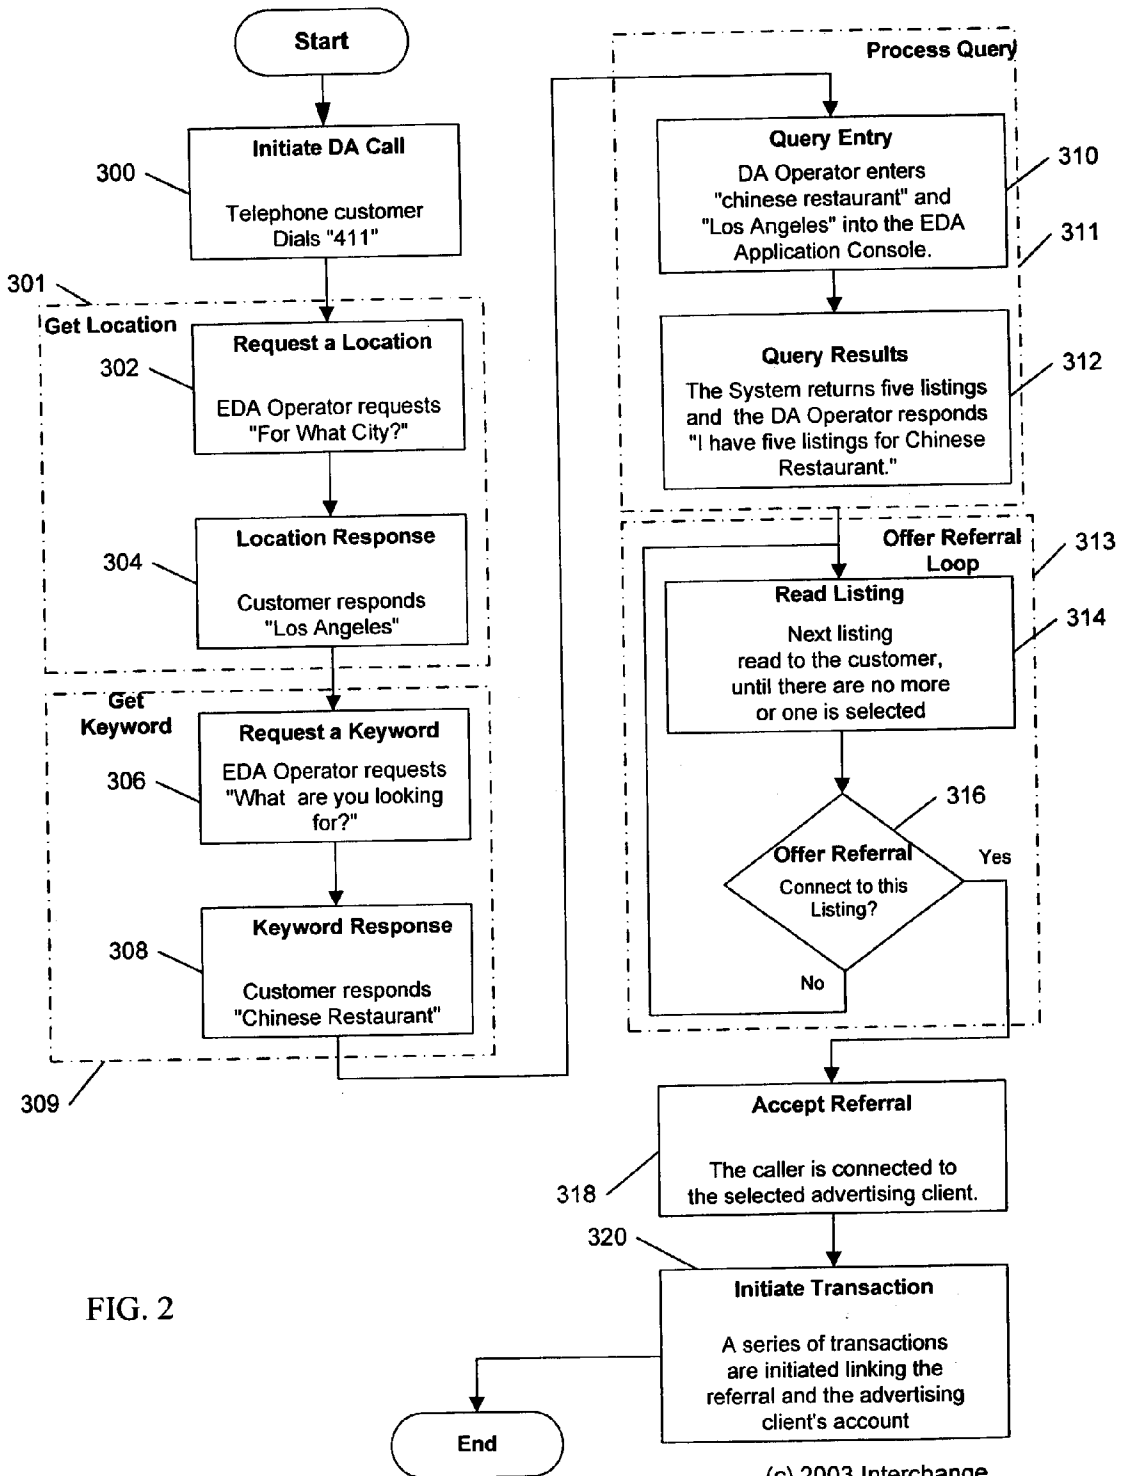 Start
Initiate DA Call
Telephone customer
Dials "411"
300
301
Get Location
Request a Location
EDA Operator requests
"For What City?"
302
Location Response
Customer responds
"Los Angeles"
304
Get
Keyword
Request a Keyword
EDA Operator requests
"What are you looking
for?"
306
Keyword Response
Customer responds
"Chinese Restaurant"
308
309
Process Query
Query Entry
DA Operator enters
"chinese restaurant" and
"Los Angeles" into the EDA
Application Console.
310
311
Query Results
The System returns five listings
and the DA Operator responds
"I have five listings for Chinese
Restaurant."
312
Offer Referral
Loop
313
Read Listing
Next listing
read to the customer,
until there are no more
or one is selected
314
316
Offer Referral
Connect to this
Listing?
Yes
No
Accept Referral
The caller is connected to
the selected advertising client.
318
320
Initiate Transaction
A series of transactions
are initiated linking the
referral and the advertising
client's account
End
FIG. 2
(c) 2003 Interchange